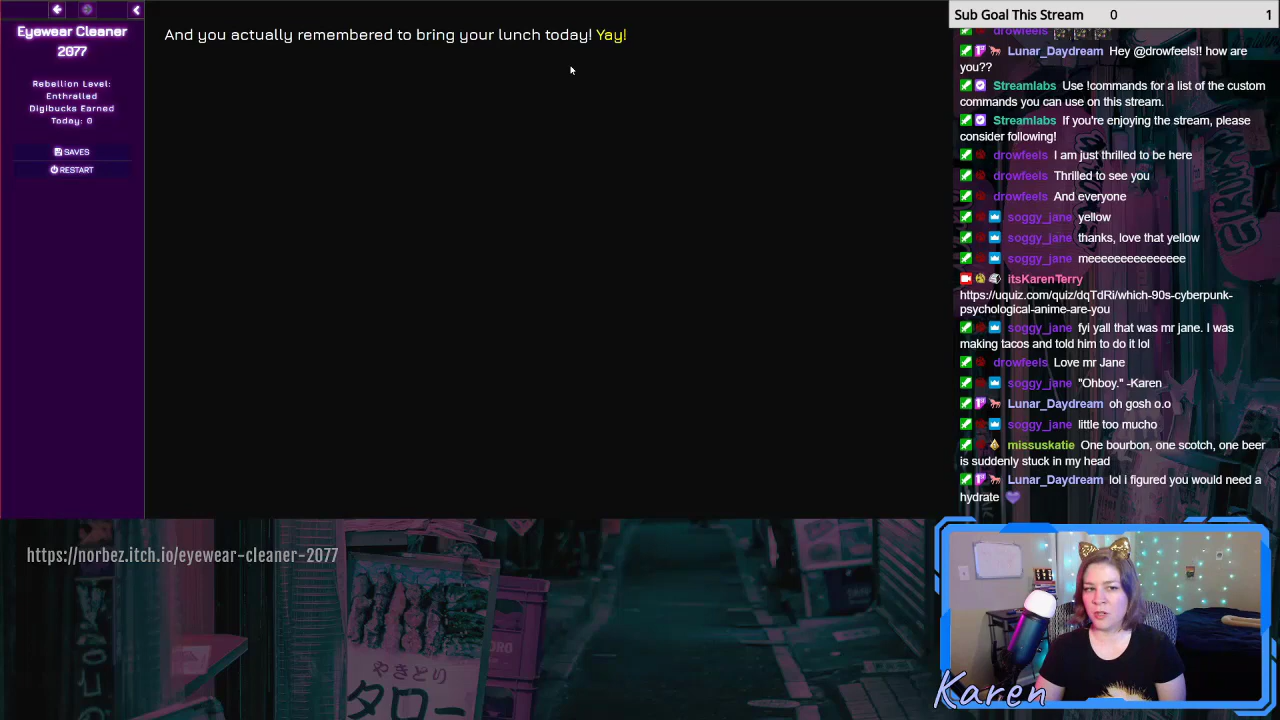 Eyewear Cleaner
2077
Rebellion Level:
Enthralled
Digibucks Earned
Today: 0
SAVES
RESTART
And you actually remembered to bring your lunch today! Yay!
https://norbez.itch.io/eyewear-cleaner-2077
やきとり
タロー
Sub Goal This Stream 0 1
drowfeels
Lunar_Daydream Hey @drowfeels!! how are
you??
Streamlabs Use !commands for a list of the custom
commands you can use on this stream.
Streamlabs If you're enjoying the stream, please
consider following!
drowfeels I am just thrilled to be here
drowfeels Thrilled to see you
drowfeels And everyone
soggy_jane yellow
soggy_jane thanks, love that yellow
soggy_jane meeeeeeeeeeeeeee
itsKarenTerry
https://uquiz.com/quiz/dqTdRi/which-90s-cyberpunk-
psychological-anime-are-you
soggy_jane fyi yall that was mr jane. I was
making tacos and told him to do it lol
drowfeels Love mr Jane
soggy_jane "Ohboy." -Karen
Lunar_Daydream oh gosh o.o
soggy_jane little too mucho
missuskatie One bourbon, one scotch, one beer
is suddenly stuck in my head
Lunar_Daydream lol i figured you would need a
hydrate
Karen